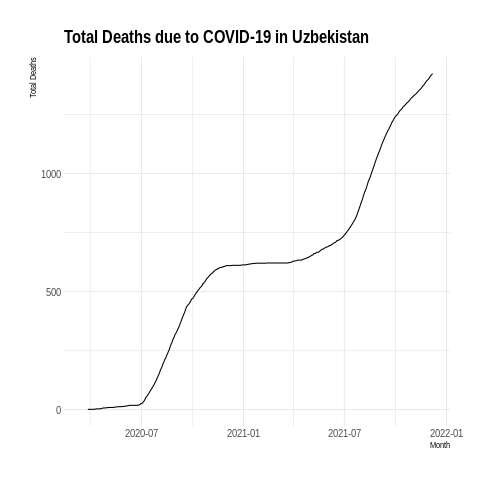 Total Deaths due to COVID-19 in Uzbekistan
Total Deaths
1000
500
0
2020-07 2021-01 2021-07 2022-01
Month